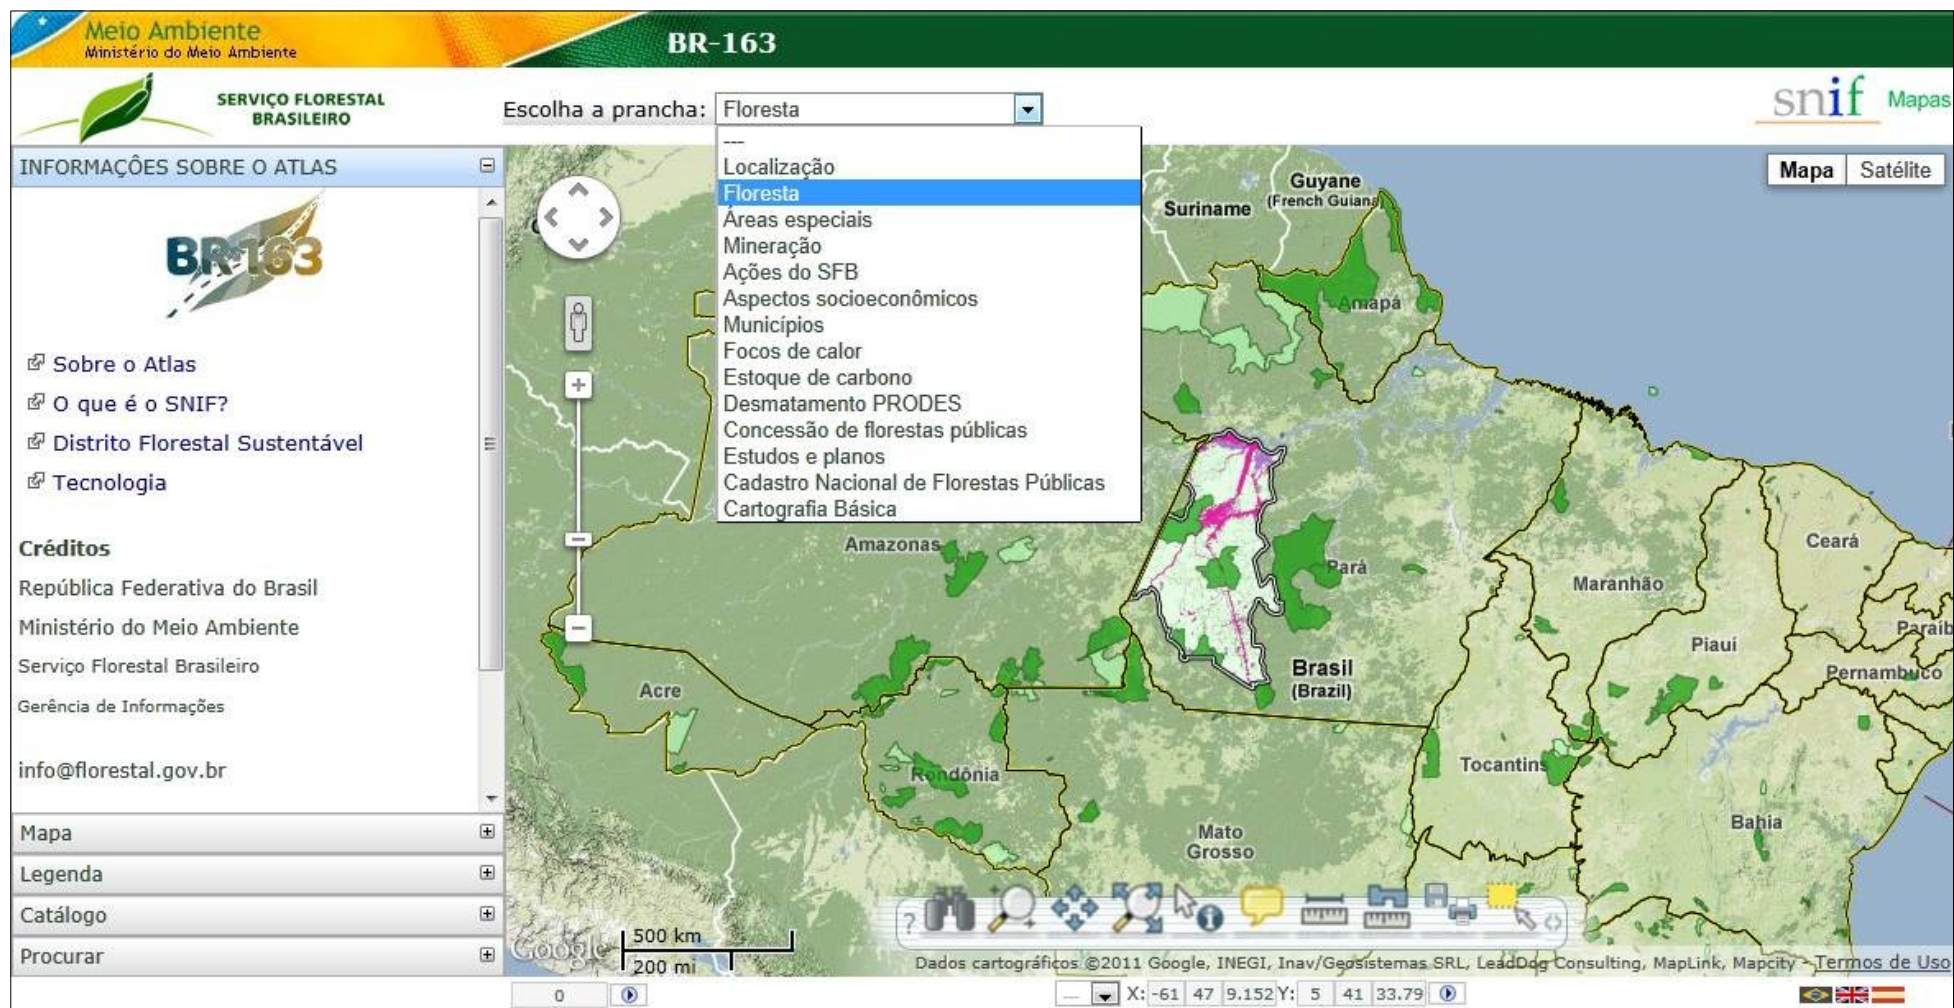 Meio Ambiente
Ministério do Meio Ambiente
BR-163
SERVIÇO FLORESTAL
BRASILEIRO
Escolha a prancha: Floresta
snif Mapas
---
Localização
Floresta
Áreas especiais
Mineração
Ações do SFB
Aspectos socioeconômicos
Municípios
Focos de calor
Estoque de carbono
Desmatamento PRODES
Concessão de florestas públicas
Estudos e planos
Cadastro Nacional de Florestas Públicas
Cartografia Básica
INFORMAÇÔES SOBRE O ATLAS
BR-163
Sobre o Atlas
O que é o SNIF?
Distrito Florestal Sustentável
Tecnologia
Créditos
República Federativa do Brasil
Ministério do Meio Ambiente
Serviço Florestal Brasileiro
Gerência de Informações
info@florestal.gov.br
Mapa
Legenda
Catálogo
Procurar
Mapa Satélite
Suriname
Guyane
(French Guiana)
Amapá
Amazonas
Pará
Maranhão
Ceará
Paraíb
Piauí
Pernambuco
Brasil
(Brazil)
Acre
Rondônia
Tocantins
Mato
Grosso
Bahia
?
Google
500 km
200 mi
Dados cartográficos ©2011 Google, INEGI, Inav/Geosistemas SRL, LeadDog Consulting, MapLink, Mapcity - Termos de Uso
0
--- X: -61 47 9.152 Y: 5 41 33.79